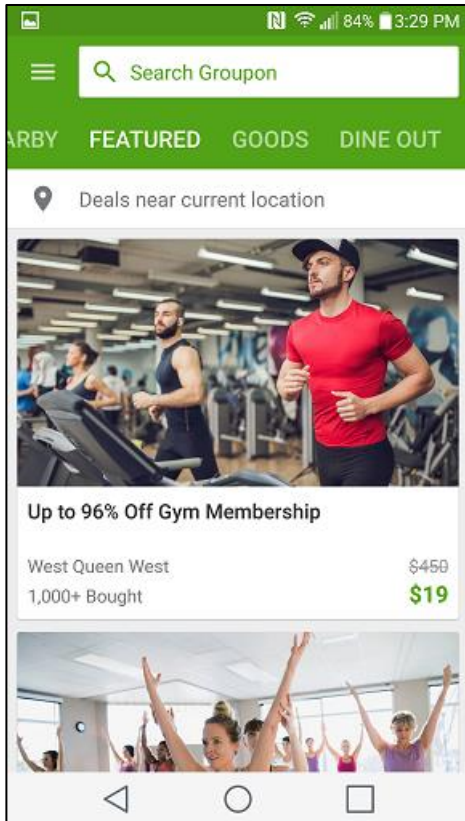 84% 3:29 PM
Search Groupon
ARBY FEATURED GOODS DINE OUT
Deals near current location
Up to 96% Off Gym Membership
West Queen West $450
1,000+ Bought $19